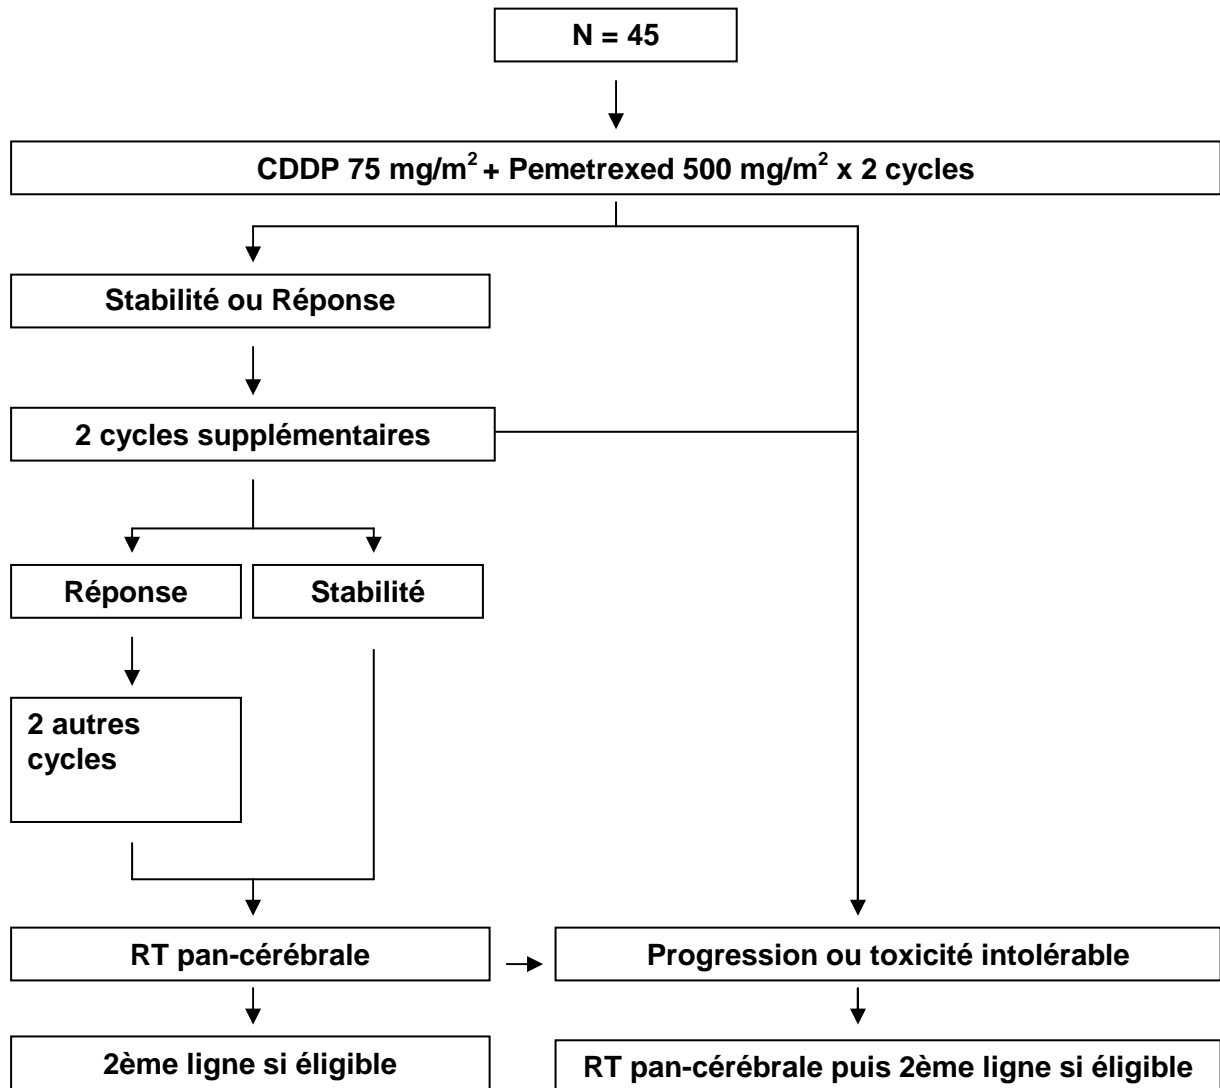 N = 45
CDDP 75 mg/m² + Pemetrexed 500 mg/m² x 2 cycles
Stabilité ou Réponse
2 cycles supplémentaires
Réponse
Stabilité
2 autres
cycles
RT pan-cérébrale
Progression ou toxicité intolérable
2ème ligne si éligible
RT pan-cérébrale puis 2ème ligne si éligible